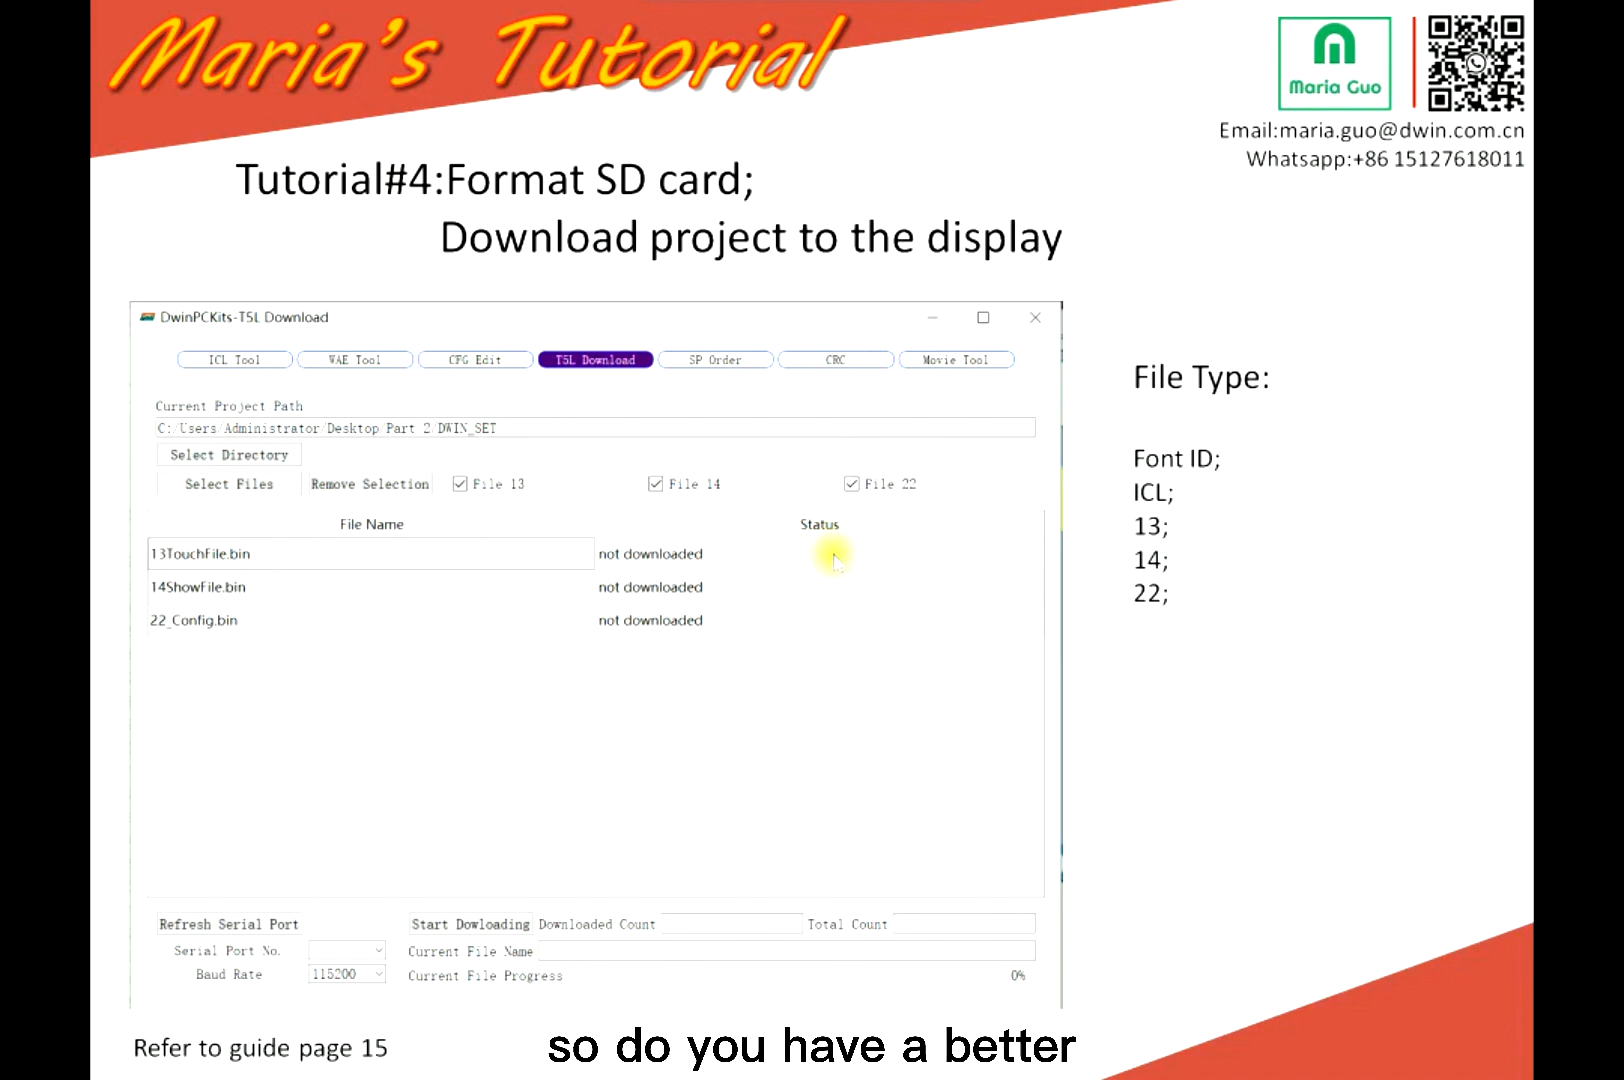 Maria's Tutorial
Maria Guo
Email:maria.guo@dwin.com.cn
Whatsapp:+86 15127618011
Tutorial#4:Format SD card;
Download project to the display
DwinPCKits-T5L Download
ICL Tool WAE Tool CFG Edit T5L Download SP Order CRC Movie Tool
Current Project Path
C:/Users/Administrator/Desktop/Part 2/DWIN_SET
Select Directory
Select Files Remove Selection File 13 File 14 File 22
File Name Status
13TouchFile.bin not downloaded
14ShowFile.bin not downloaded
22_Config.bin not downloaded
Refresh Serial Port Start Dowloading Downloaded Count Total Count
Serial Port No. Current File Name
Baud Rate 115200 Current File Progress 0%
File Type:
Font ID;
ICL;
13;
14;
22;
Refer to guide page 15
so do you have a better